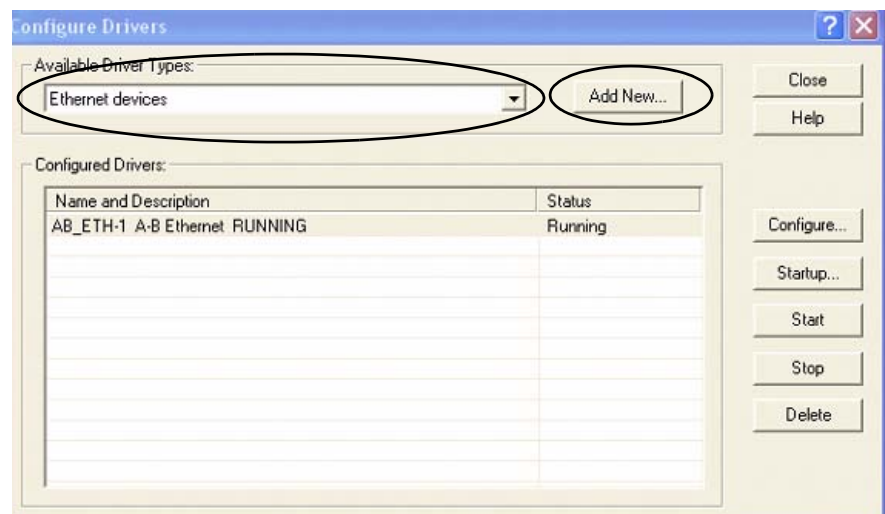 Configure Drivers
Available Driver Types:
Ethernet devices
Add New...
Close
Help
Configured Drivers:
Name and Description Status
AB_ETH-1 A-B Ethernet RUNNING Running
Configure...
Startup...
Start
Stop
Delete